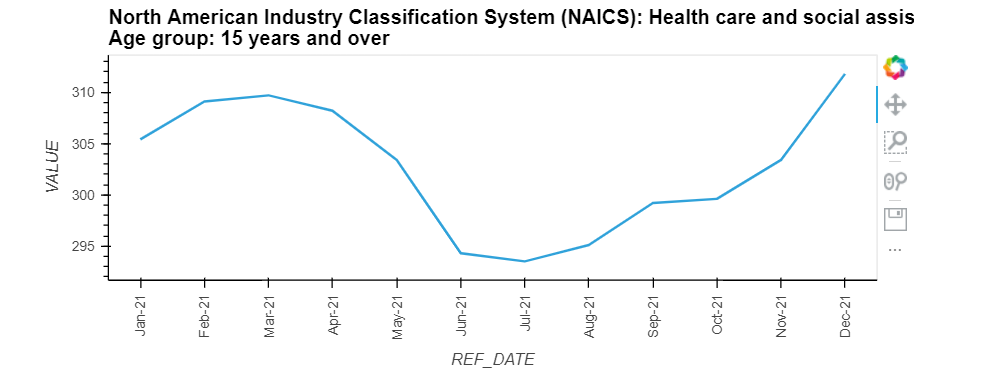 North American Industry Classification System (NAICS): Health care and social assis
Age group: 15 years and over
VALUE
310
305
300
295
Jan-21
Feb-21
Mar-21
Apr-21
May-21
Jun-21
Jul-21
Aug-21
Sep-21
Oct-21
Nov-21
Dec-21
REF_DATE